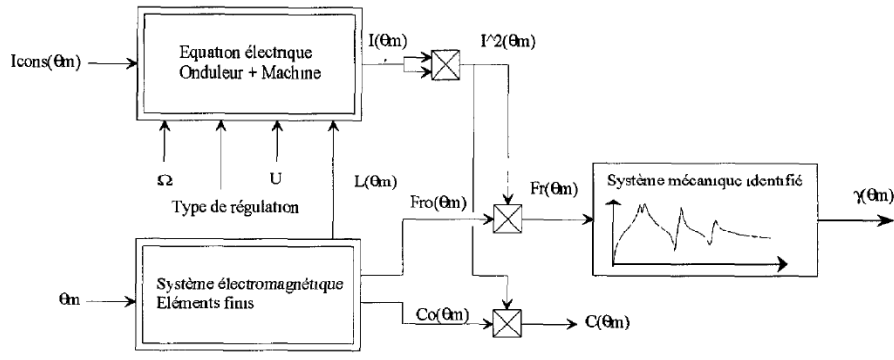 Equation électrique
Onduleur + Machine
Icons(θm)
I(θm)
I^2(θm)
Ω
U
L(θm)
Type de régulation
Fro(θm)
Fr(θm)
Système mécanique identifié
γ(θm)
Système électromagnétique
Eléments finis
θm
Co(θm)
C(θm)